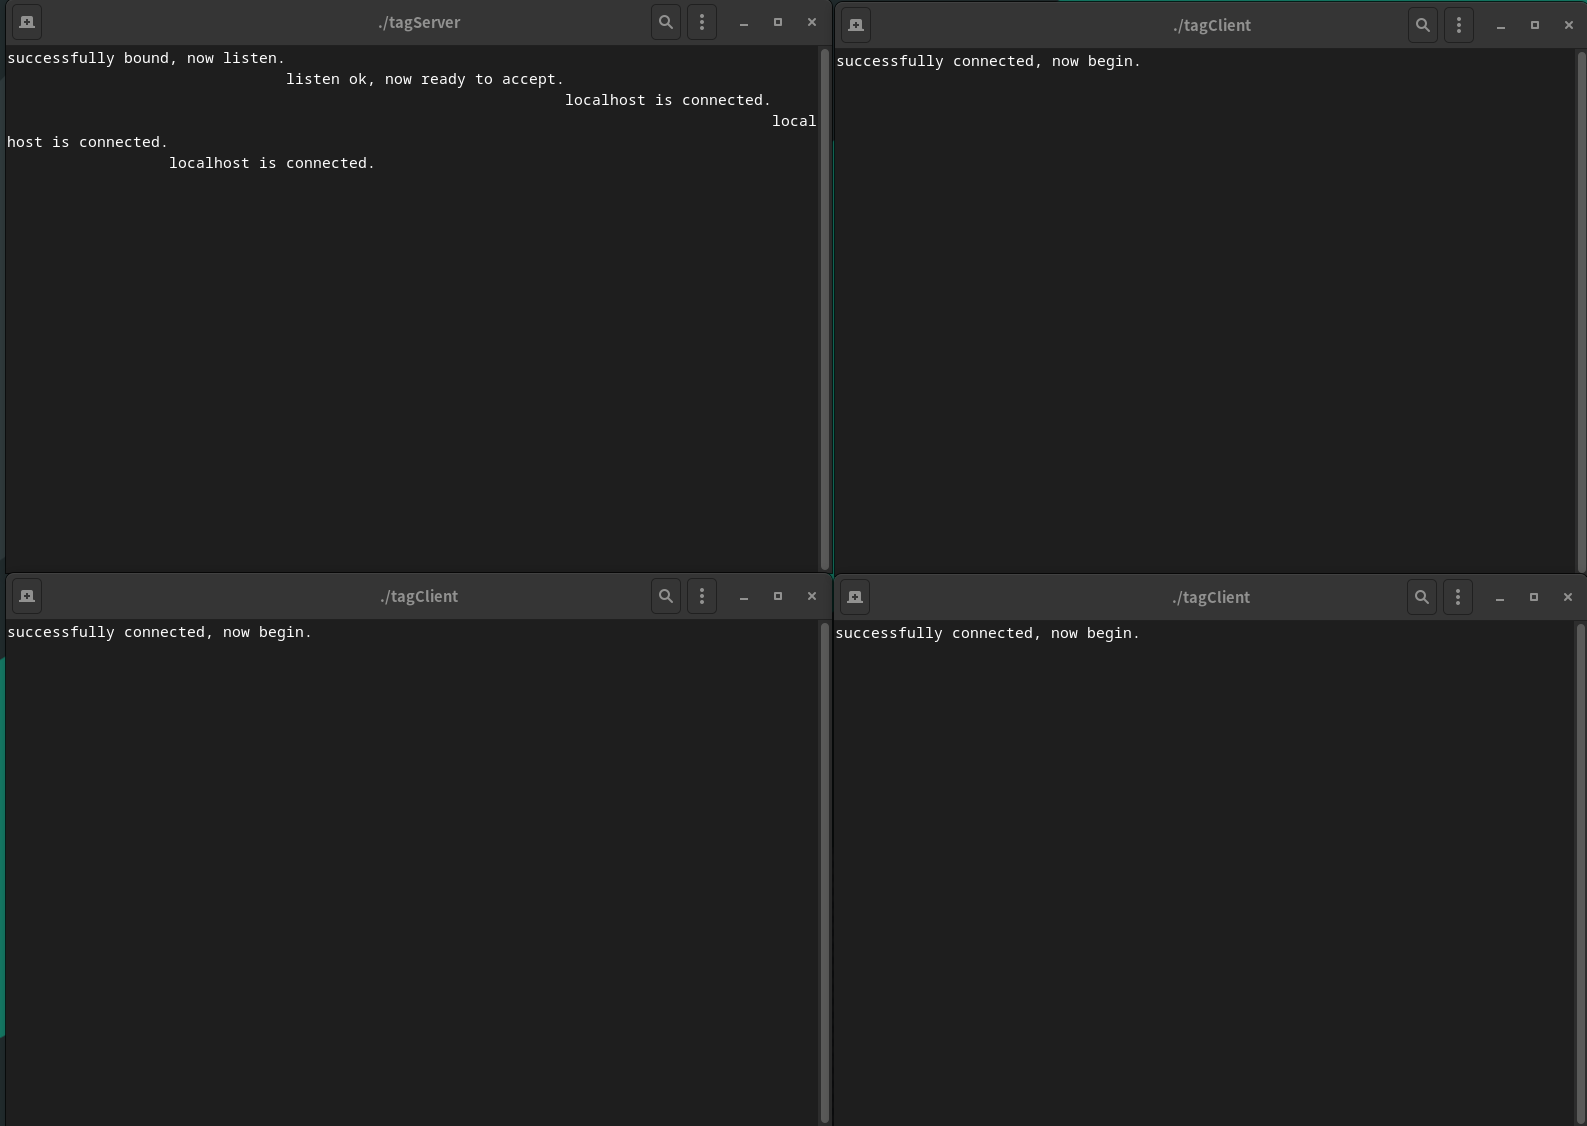 ./tagServer
successfully bound, now listen.
listen ok, now ready to accept.
localhost is connected.
local
host is connected.
localhost is connected.
./tagClient
successfully connected, now begin.
./tagClient
successfully connected, now begin.
./tagClient
successfully connected, now begin.